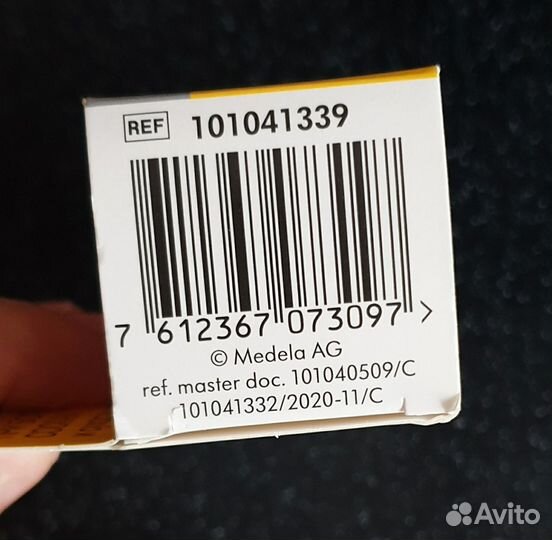 REF 101041339
7 612367 073097 >
© Medela AG
ref. master doc. 101040509/C
101041332/2020-11/C
Avito